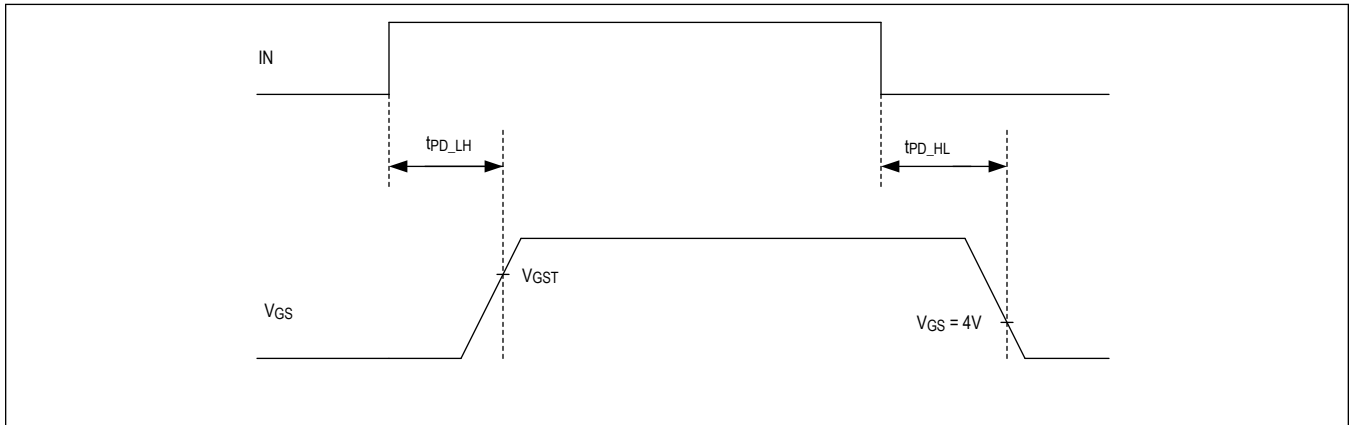 IN
tPD_LH
tPD_HL
VGST
VGS
VGS = 4V